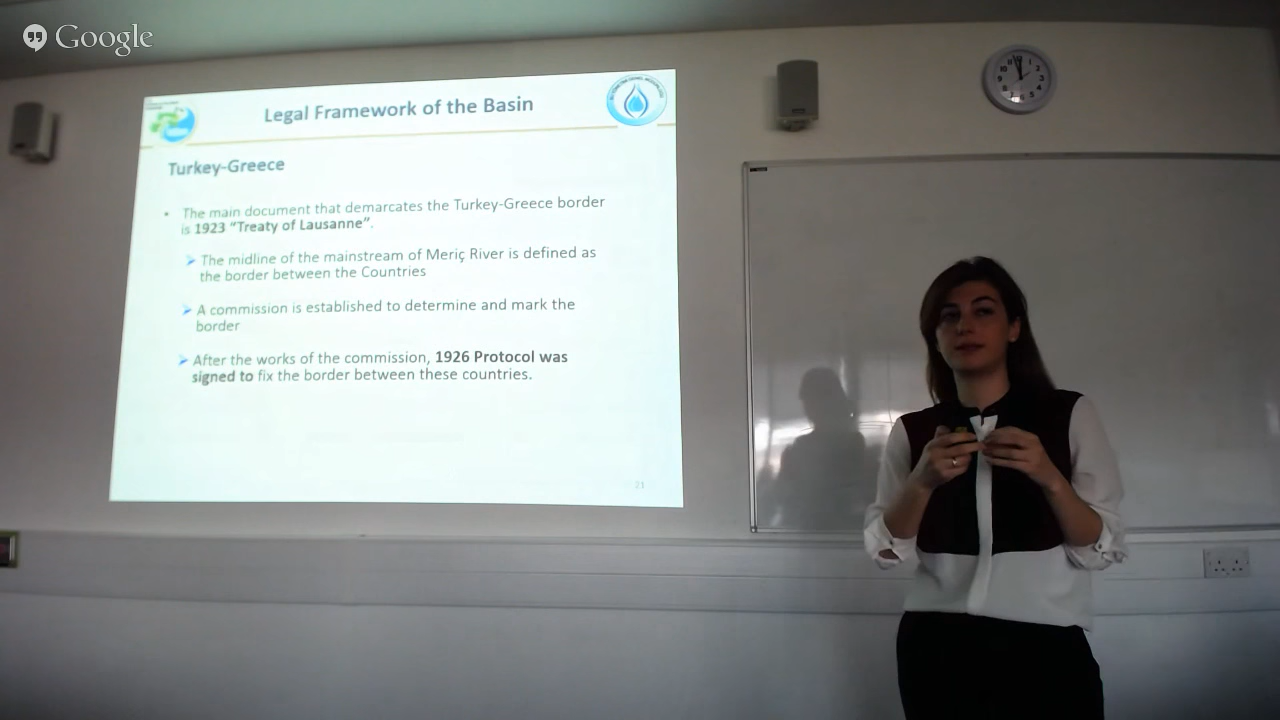 Google
Legal Framework of the Basin
Turkey-Greece
• The main document that demarcates the Turkey-Greece border
is 1923 "Treaty of Lausanne".
➤ The midline of the mainstream of Meriç River is defined as
the border between the Countries
➤ A commission is established to determine and mark the
border
➤ After the works of the commission, 1926 Protocol was
signed to fix the border between these countries.
21